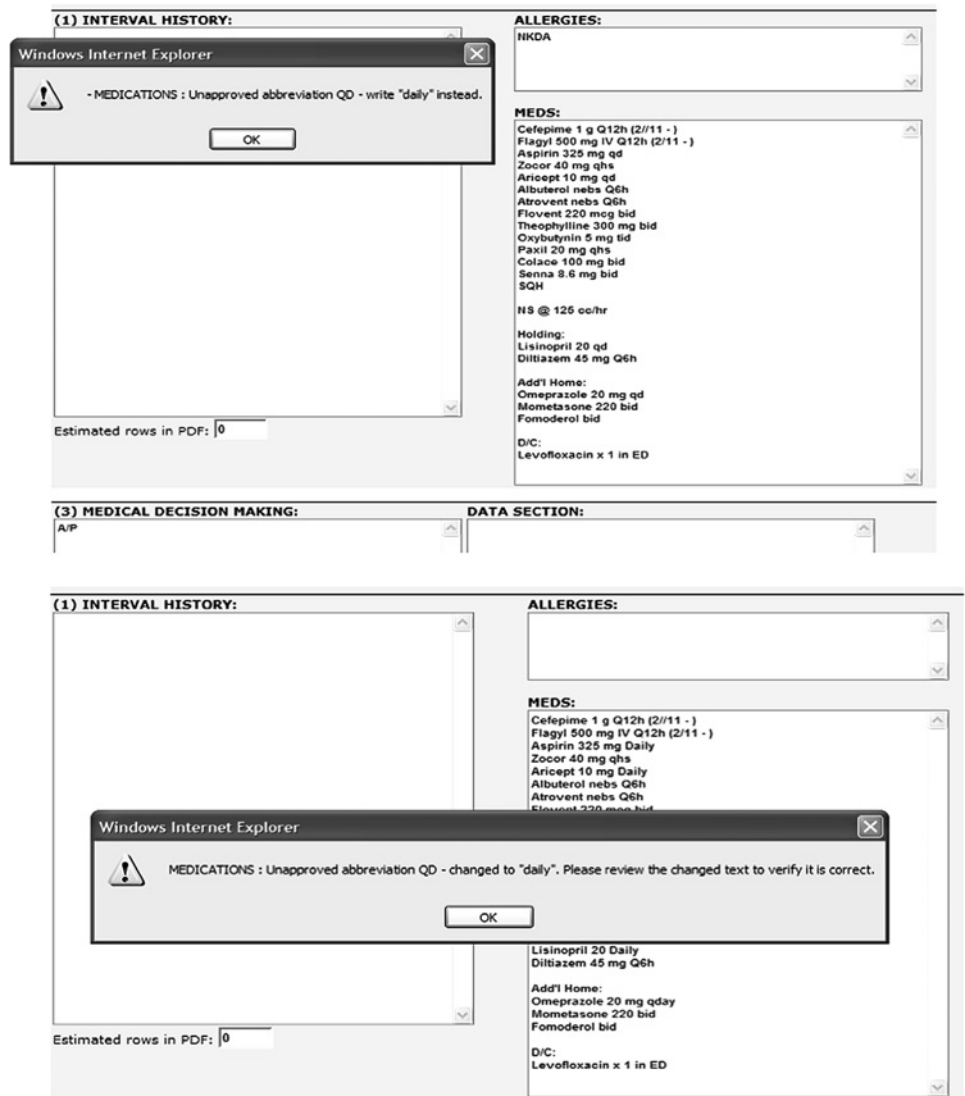 (1) INTERVAL HISTORY:
ALLERGIES:
NKDA
Windows Internet Explorer
- MEDICATIONS : Unapproved abbreviation QD - write "daily" instead.
OK
MEDS:
Cefepime 1 g Q12h (2//11 - )
Flagyl 500 mg IV Q12h (2/11 - )
Aspirin 325 mg qd
Zocor 40 mg qhs
Aricept 10 mg qd
Albuterol nebs Q6h
Atrovent nebs Q6h
Flovent 220 mcg bid
Theophylline 300 mg bid
Oxybutynin 5 mg tid
Paxil 20 mg qhs
Colace 100 mg bid
Senna 8.6 mg bid
SQH
NS @ 125 cc/hr
Holding:
Lisinopril 20 qd
Diltiazem 45 mg Q6h
Add'l Home:
Omeprazole 20 mg qd
Mometasone 220 bid
Fomoderol bid
D/C:
Levofloxacin x 1 in ED
Estimated rows in PDF: 0
(3) MEDICAL DECISION MAKING:
A/P
DATA SECTION:
(1) INTERVAL HISTORY:
ALLERGIES:
MEDS:
Cefepime 1 g Q12h (2//11 - )
Flagyl 500 mg IV Q12h (2/11 - )
Aspirin 325 mg Daily
Zocor 40 mg qhs
Aricept 10 mg Daily
Albuterol nebs Q6h
Atrovent nebs Q6h
Flovent 220 mcg bid
Windows Internet Explorer
MEDICATIONS : Unapproved abbreviation QD - changed to "daily". Please review the changed text to verify it is correct.
OK
Lisinopril 20 Daily
Diltiazem 45 mg Q6h
Add'l Home:
Omeprazole 20 mg qday
Mometasone 220 bid
Fomoderol bid
D/C:
Levofloxacin x 1 in ED
Estimated rows in PDF: 0